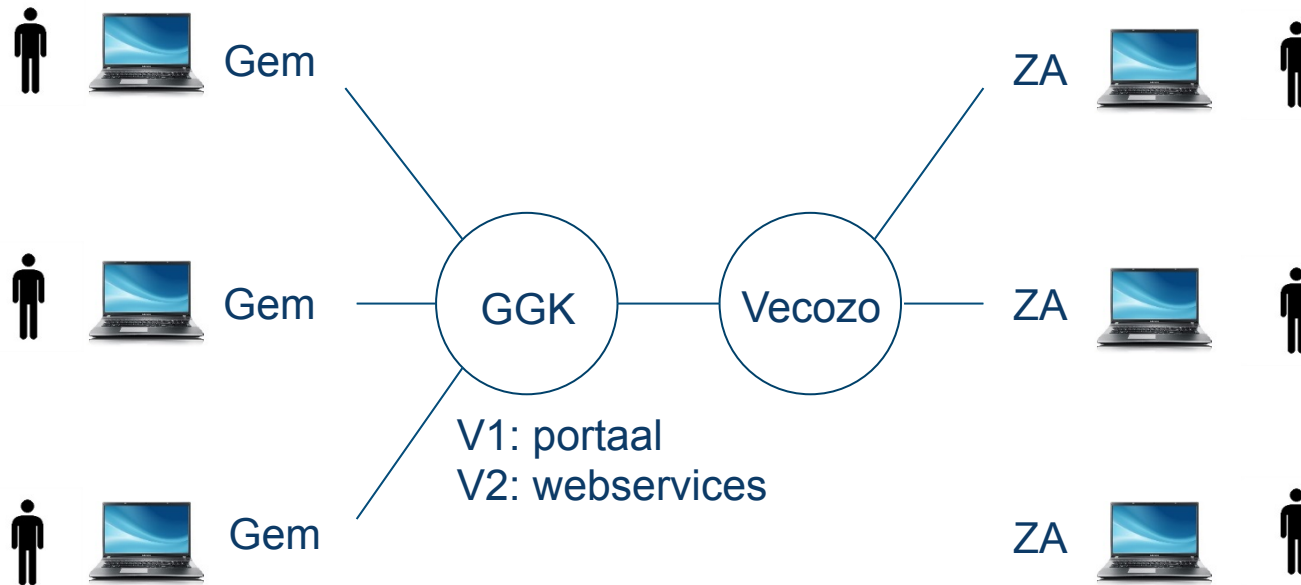 Gem
ZA
Gem
GGK
Vecozo
ZA
V1: portaal
V2: webservices
Gem
ZA